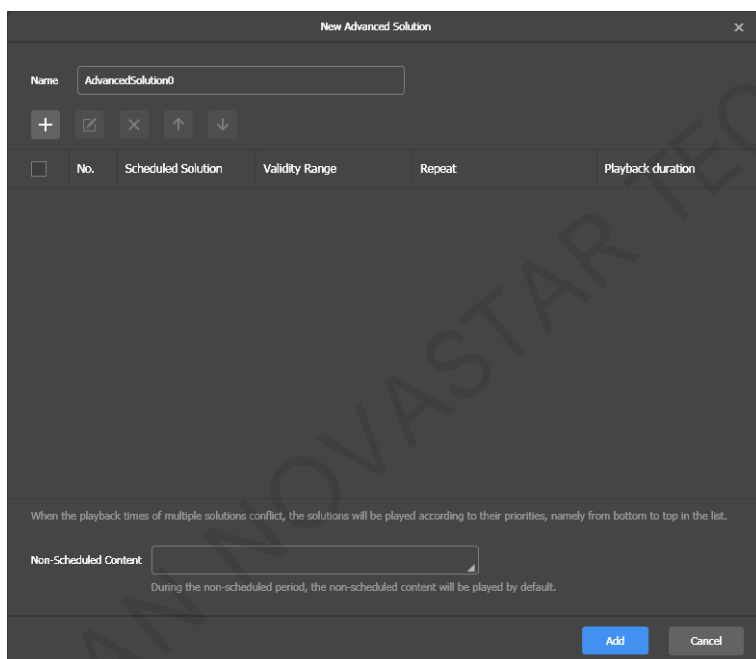 New Advanced Solution
Name AdvancedSolution0
No. Scheduled Solution Validity Range Repeat Playback duration
When the playback times of multiple solutions conflict, the solutions will be played according to their priorities, namely from bottom to top in the list.
Non-Scheduled Content
During the non-scheduled period, the non-scheduled content will be played by default.
Add Cancel
AN NOVASTAR TEC